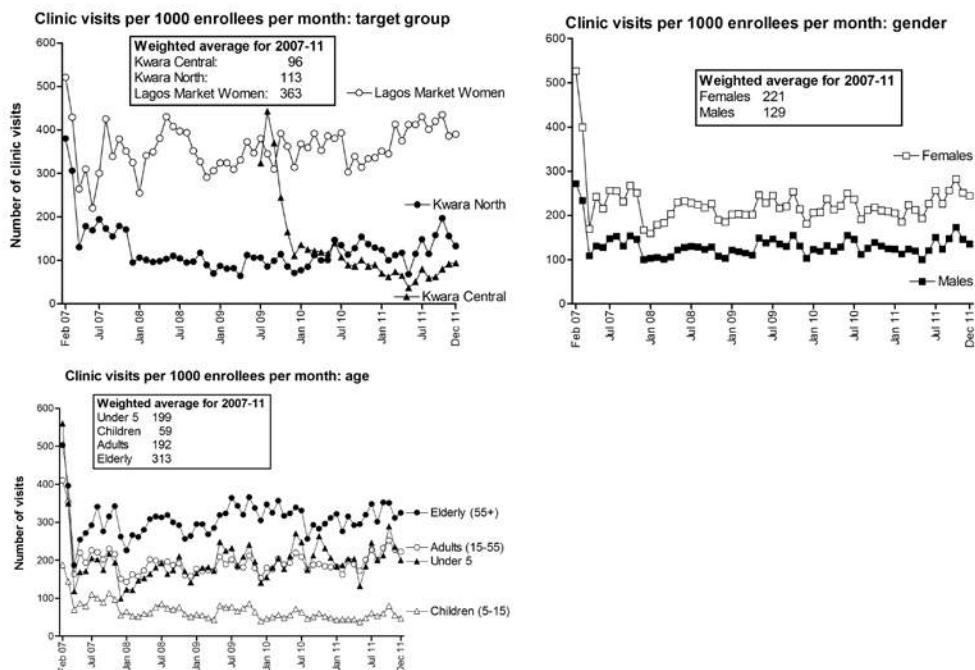 Clinic visits per 1000 enrollees per month: target group
Number of clinic visits
600
500
400
300
200
100
0
Weighted average for 2007-11
Kwara Central: 96
Kwara North: 113
Lagos Market Women: 363
Lagos Market Women
Kwara North
Kwara Central
Feb 07
Jul 07
Jan 08
Jul 08
Jan 09
Jul 09
Jan 10
Jul 10
Jan 11
Jul 11
Dec 11
Clinic visits per 1000 enrollees per month: gender
600
500
400
300
200
100
0
Weighted average for 2007-11
Females 221
Males 129
Females
Males
Feb 07
Jul 07
Jan 08
Jul 08
Jan 09
Jul 09
Jan 10
Jul 10
Jan 11
Jul 11
Dec 11
Clinic visits per 1000 enrollees per month: age
Number of visits
600
500
400
300
200
100
0
Weighted average for 2007-11
Under 5 199
Children 59
Adults 192
Elderly 313
Elderly (55+)
Adults (15-55)
Under 5
Children (5-15)
Feb 07
Jul 07
Jan 08
Jul 08
Jan 09
Jul 09
Jan 10
Jul 10
Jan 11
Jul 11
Dec 11